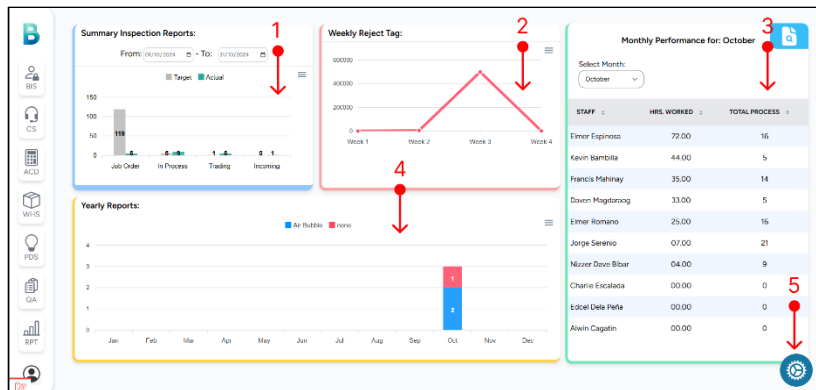 B
BIS
CS
ACD
WHS
PDS
QA
RPT
Summary Inspection Reports:
1
From: 01/10/2024 - To: 31/10/2024
Target Actual
150
100
50
0
119
5
6
9
1
5
0
1
Job Order In Process Trading Incoming
Weekly Reject Tag:
2
600000
400000
200000
0
Week 1 Week 2 Week 3 Week 4
Monthly Performance for: October
3
Select Month:
October
STAFF HRS. WORKED TOTAL PROCESS
Elmer Espinosa 72.00 16
Kevin Bambilla 44.00 5
Francis Mahinay 35.00 14
Daven Magdaraog 33.00 5
Elmer Romano 25.00 16
Jorge Serenio 07.00 21
Nizzer Dave Bibar 04.00 9
Charlie Escalada 00.00 0
Edcel Dela Peña 00.00 0
Alwin Cagatin 00.00 0
4
Yearly Reports:
Air Bubble none
4
3
2
1
0
1
2
Jan Feb Mar Apr May Jun Jul Aug Sep Oct Nov Dec
5